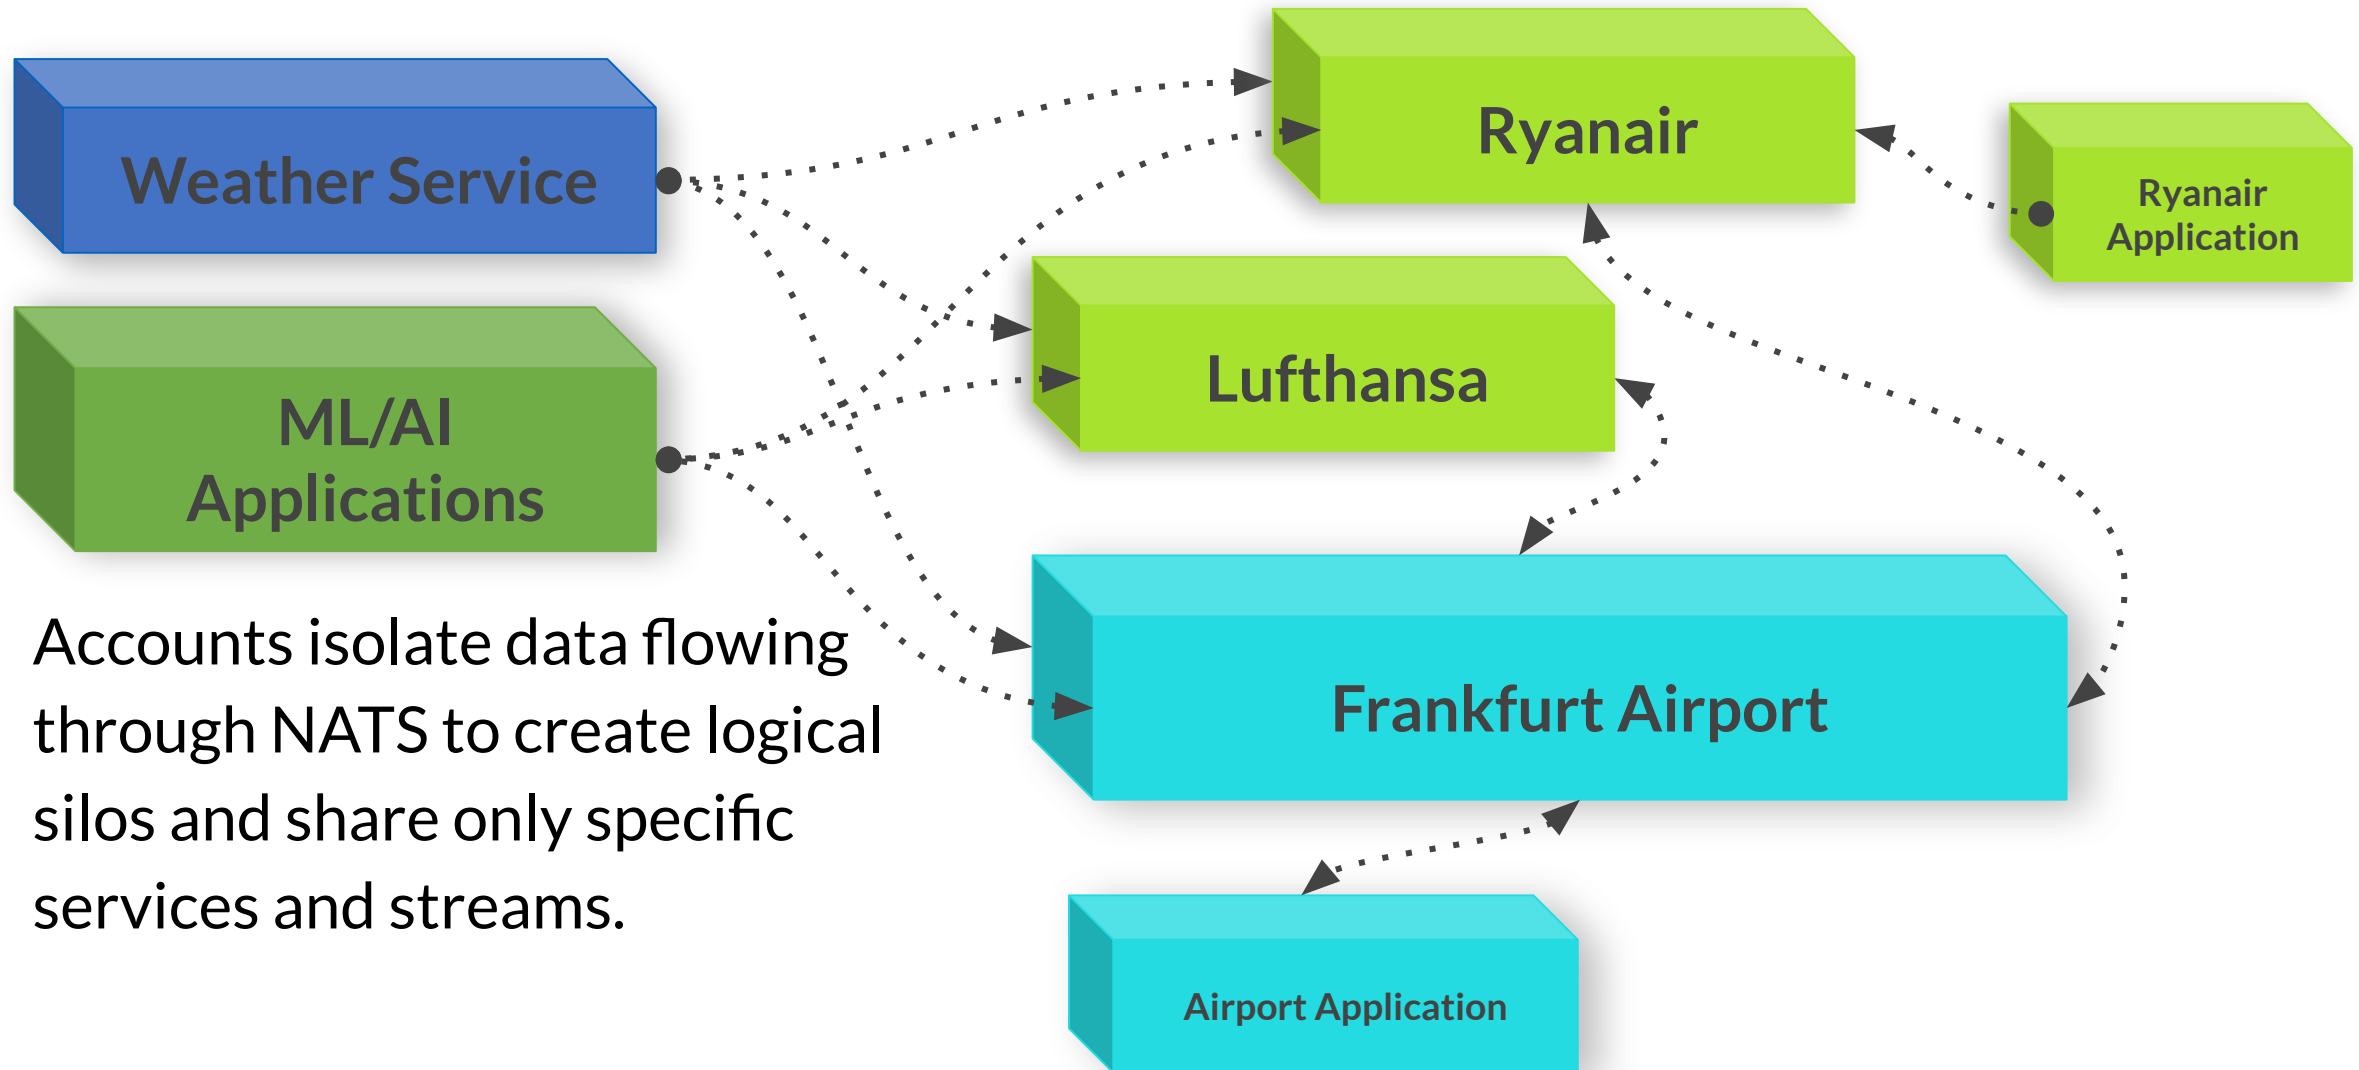 Weather Service
Ryanair
Ryanair
Application
Lufthansa
ML/AI
Applications
Accounts isolate data flowing
through NATS to create logical
silos and share only specific
services and streams.
Frankfurt Airport
Airport Application